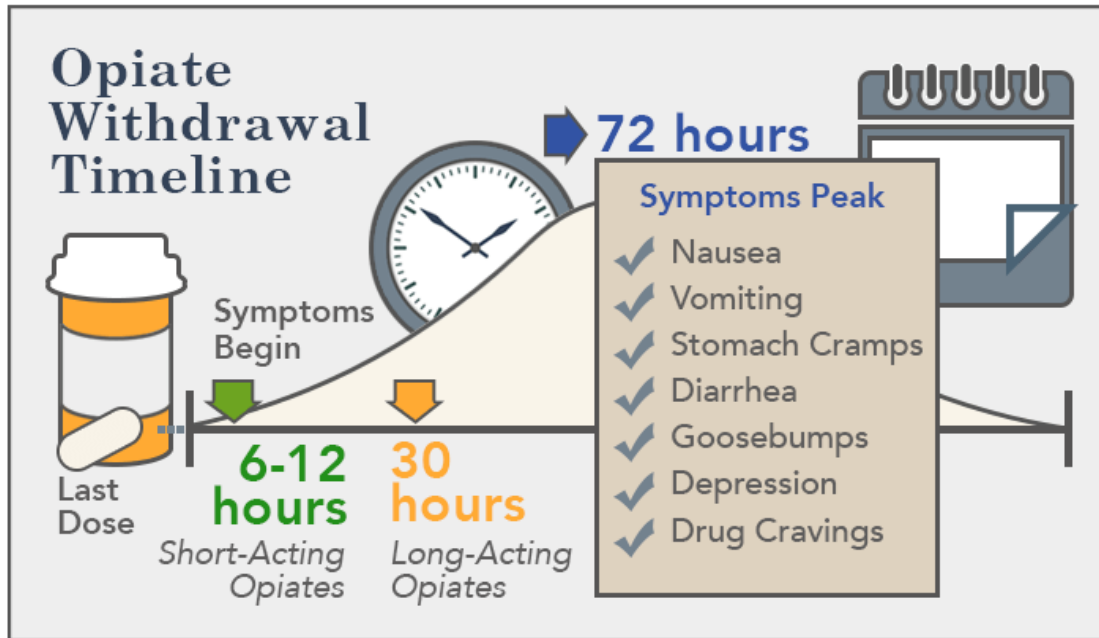 Opiate
Withdrawal
Timeline
72 hours
Symptoms Peak
Nausea
Vomiting
Stomach Cramps
Diarrhea
Goosebumps
Depression
Drug Cravings
Symptoms
Begin
Last
Dose
6-12
hours
Short-Acting
Opiates
30
hours
Long-Acting
Opiates